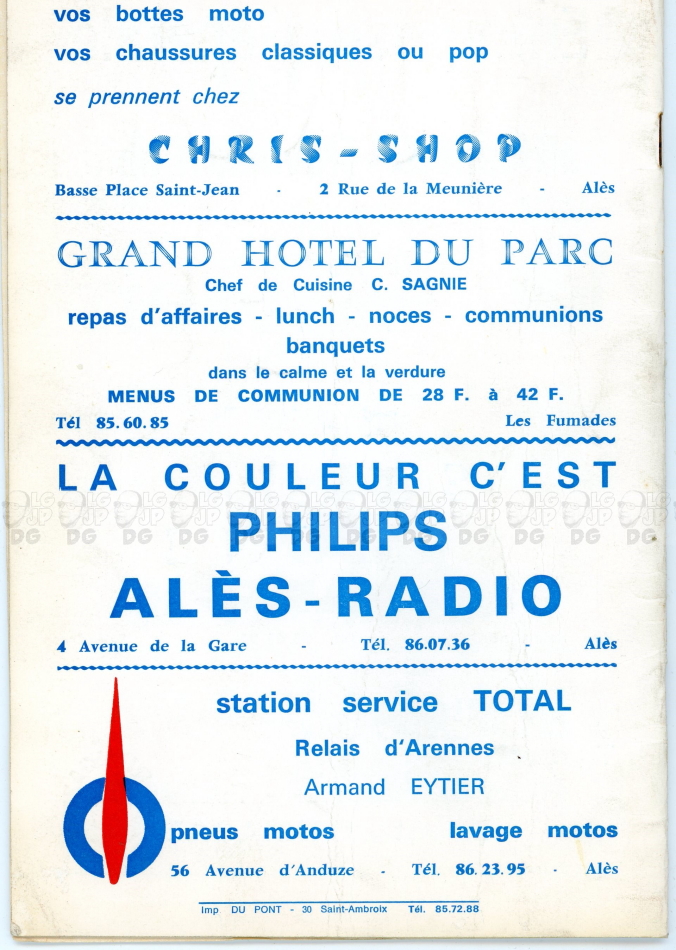 vos bottes moto
vos chaussures classiques ou pop
se prennent chez
CHRIS-SHOP
Basse Place Saint-Jean - 2 Rue de la Meunière - Alès
GRAND HOTEL DU PARC
Chef de Cuisine C. SAGNIE
repas d'affaires - lunch - noces - communions
banquets
dans le calme et la verdure
MENUS DE COMMUNION DE 28 F. à 42 F.
Tél 85.60.85 Les Fumades
LA COULEUR C'EST
PHILIPS
ALÈS-RADIO
4 Avenue de la Gare - Tél. 86.07.36 - Alès
station service TOTAL
Relais d'Arennes
Armand EYTIER
pneus motos lavage motos
56 Avenue d'Anduze - Tél. 86.23.95 - Alès
Imp DU PONT - 30 Saint-Ambroix Tél. 85.72.88